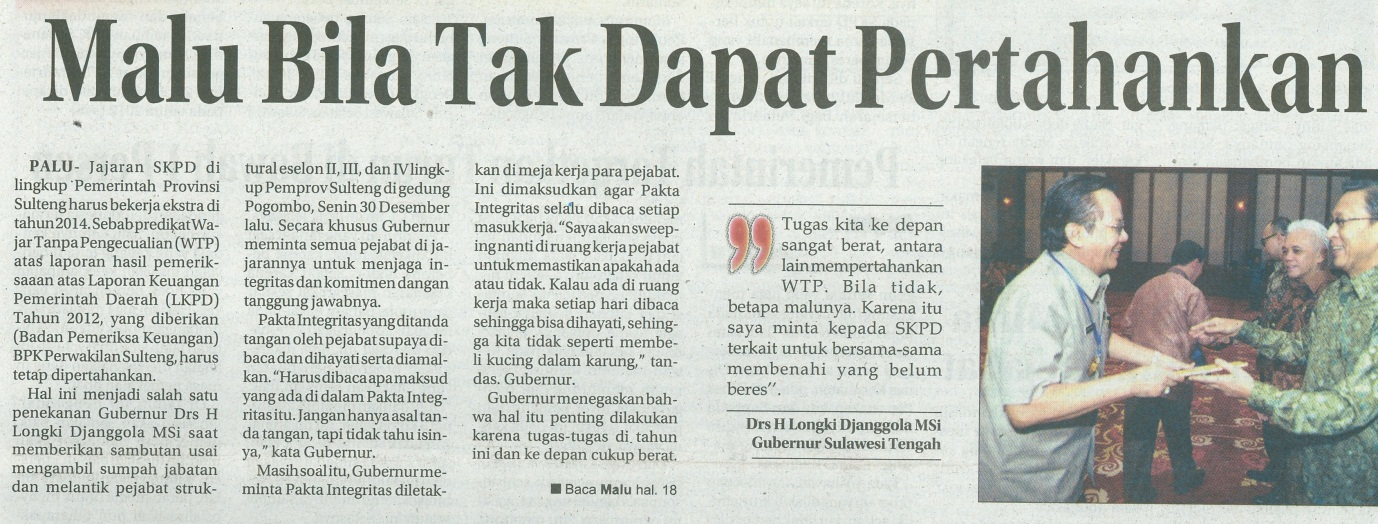 Malu Bila Tak Dapat Pertahankan
PALU- Jajaran SKPD di
lingkup Pemerintah Provinsi
Sulteng harus bekerja ekstra di
tahun 2014. Sebab predikat Wa-
jar Tanpa Pengecualian (WTP)
atas laporan hasil pemerik-
saaan atas Laporan Keuangan
Pemerintah Daerah (LKPD)
Tahun 2012, yang diberikan
(Badan Pemeriksa Keuangan)
BPK Perwakilan Sulteng, harus
tetap dipertahankan.
Hal ini menjadi salah satu
penekanan Gubernur Drs H
Longki Djanggola MSi saat
memberikan sambutan usai
mengambil sumpah jabatan
dan melantik pejabat struk-
tural eselon II, III, dan IV lingk-
up Pemprov Sulteng di gedung
Pogombo, Senin 30 Desember
lalu. Secara khusus Gubernur
meminta semua pejabat di ja-
jarannya untuk menjaga in-
tegritas dan komitmen dangan
tanggung jawabnya.
Pakta Integritas yang ditanda
tangan oleh pejabat supaya di-
baca dan dihayati serta diamal-
kan. “Harus dibaca apa maksud
yang ada di dalam Pakta Integ-
ritas itu. Jangan hanya asal tan-
da tangan, tapi tidak tahu isin-
ya,” kata Gubernur.
Masih soal itu, Gubernur me-
minta Pakta Integritas diletak-
kan di meja kerja para pejabat.
Ini dimaksudkan agar Pakta
Integritas selalu dibaca setiap
masuk kerja. “Saya akan sweep-
ing nanti di ruang kerja pejabat
untuk memastikan apakah ada
atau tidak. Kalau ada di ruang
kerja maka setiap hari dibaca
sehingga bisa dihayati, sehing-
ga kita tidak seperti membe-
li kucing dalam karung,” tan-
das. Gubernur.
Gubernur menegaskan bah-
wa hal itu penting dilakukan
karena tugas-tugas di tahun
ini dan ke depan cukup berat.
■ Baca Malu hal. 18
Tugas kita ke depan
sangat berat, antara
lain mempertahankan
WTP. Bila tidak,
betapa malunya. Karena itu
saya minta kepada SKPD
terkait untuk bersama-sama
membenahi yang belum
beres”.
Drs H Longki Djanggola MSi
Gubernur Sulawesi Tengah